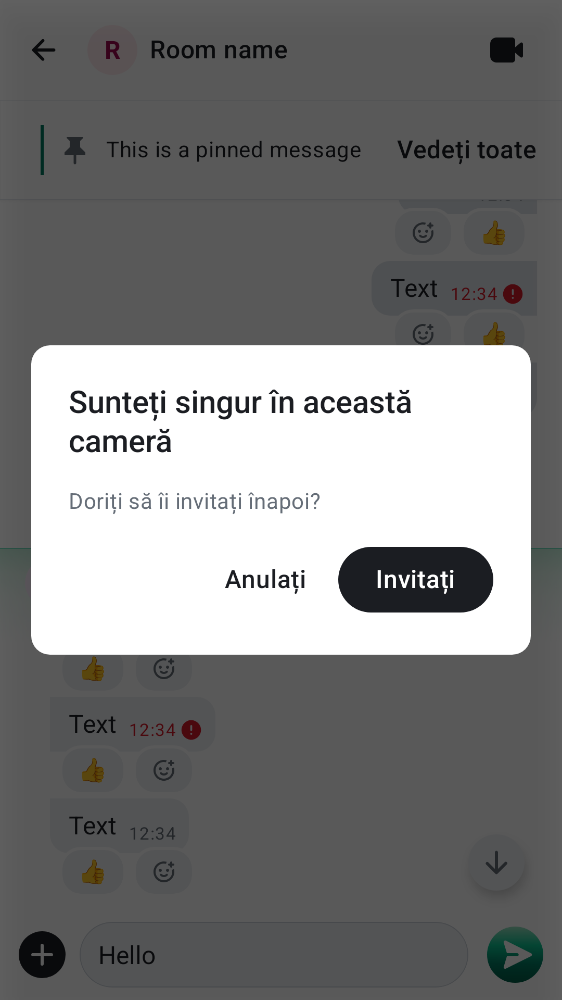 R Room name
This is a pinned message Vedeți toate
Text 12:34
Sunteți singur în această
cameră
Doriți să îi invitați înapoi?
Anulați Invitați
Text 12:34
Text 12:34
Hello